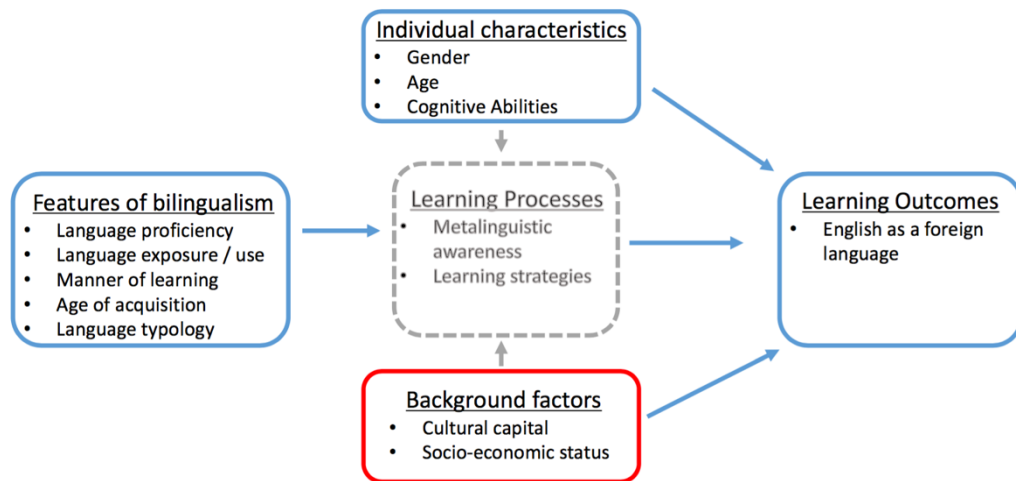 Individual characteristics
• Gender
• Age
• Cognitive Abilities
Features of bilingualism
• Language proficiency
• Language exposure / use
• Manner of learning
• Age of acquisition
• Language typology
Learning Processes
• Metalinguistic
awareness
• Learning strategies
Learning Outcomes
• English as a foreign
language
Background factors
• Cultural capital
• Socio-economic status